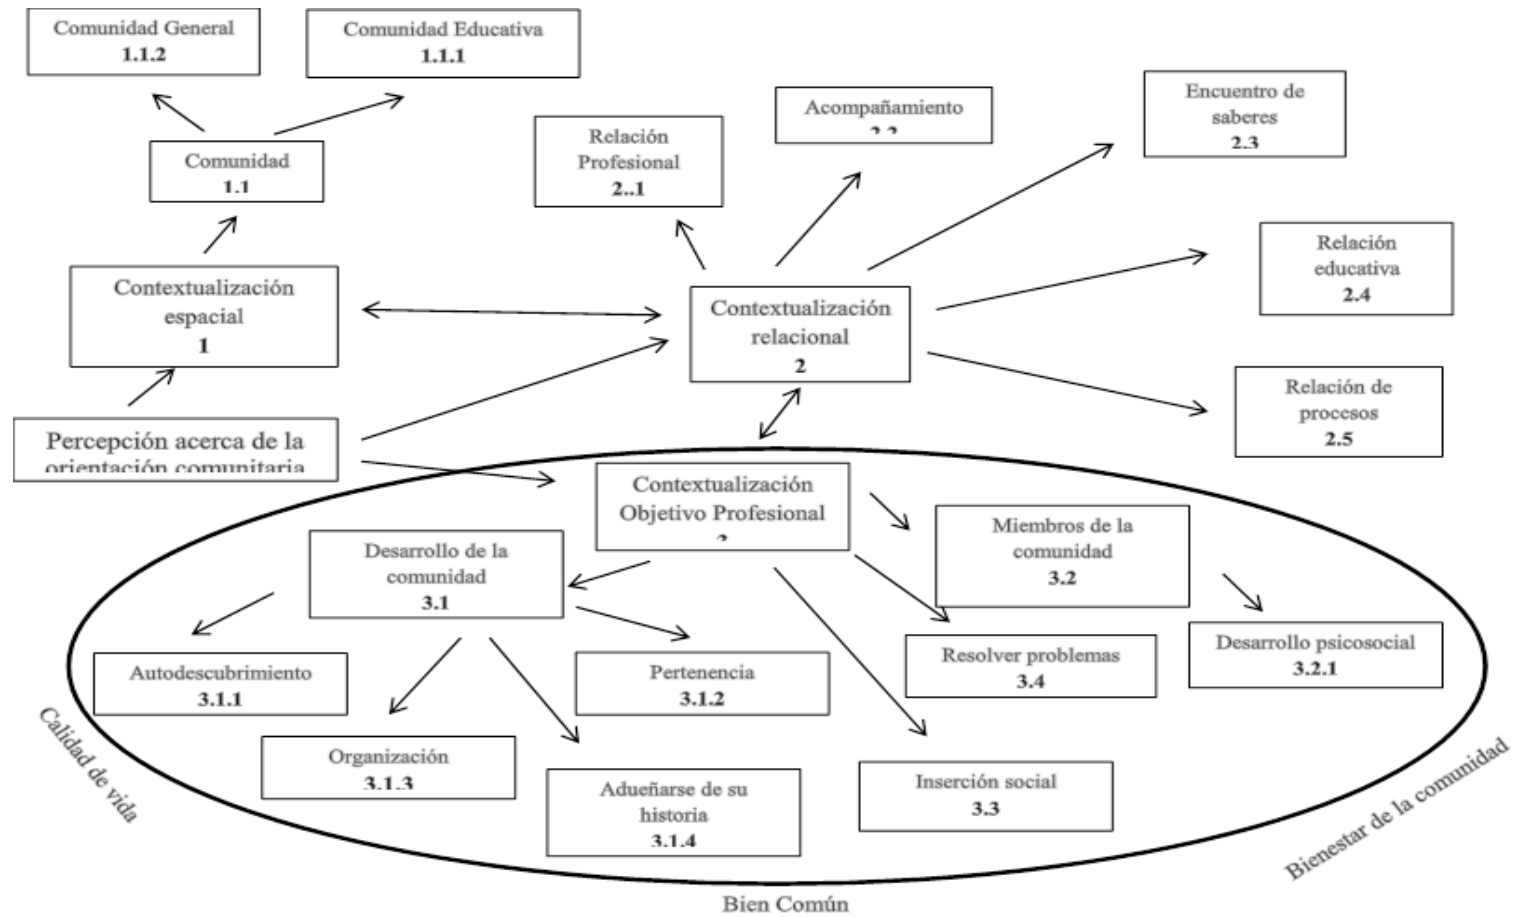 Comunidad General
1.1.2
Comunidad Educativa
1.1.1
Comunidad
1.1
Relación
Profesional
2..1
Acompañamiento
2.2
Encuentro de
saberes
2.3
Relación
educativa
2.4
Contextualización
espacial
1
Contextualización
relacional
2
Relación de
procesos
2.5
Percepción acerca de la
orientación comunitaria
Contextualización
Objetivo Profesional
3
Desarrollo de la
comunidad
3.1
Miembros de la
comunidad
3.2
Autodescubrimiento
3.1.1
Pertenencia
3.1.2
Resolver problemas
3.4
Desarrollo psicosocial
3.2.1
Organización
3.1.3
Adueñarse de su
historia
3.1.4
Inserción social
3.3
Calidad de vida
Bien Común
Bienestar de la comunidad